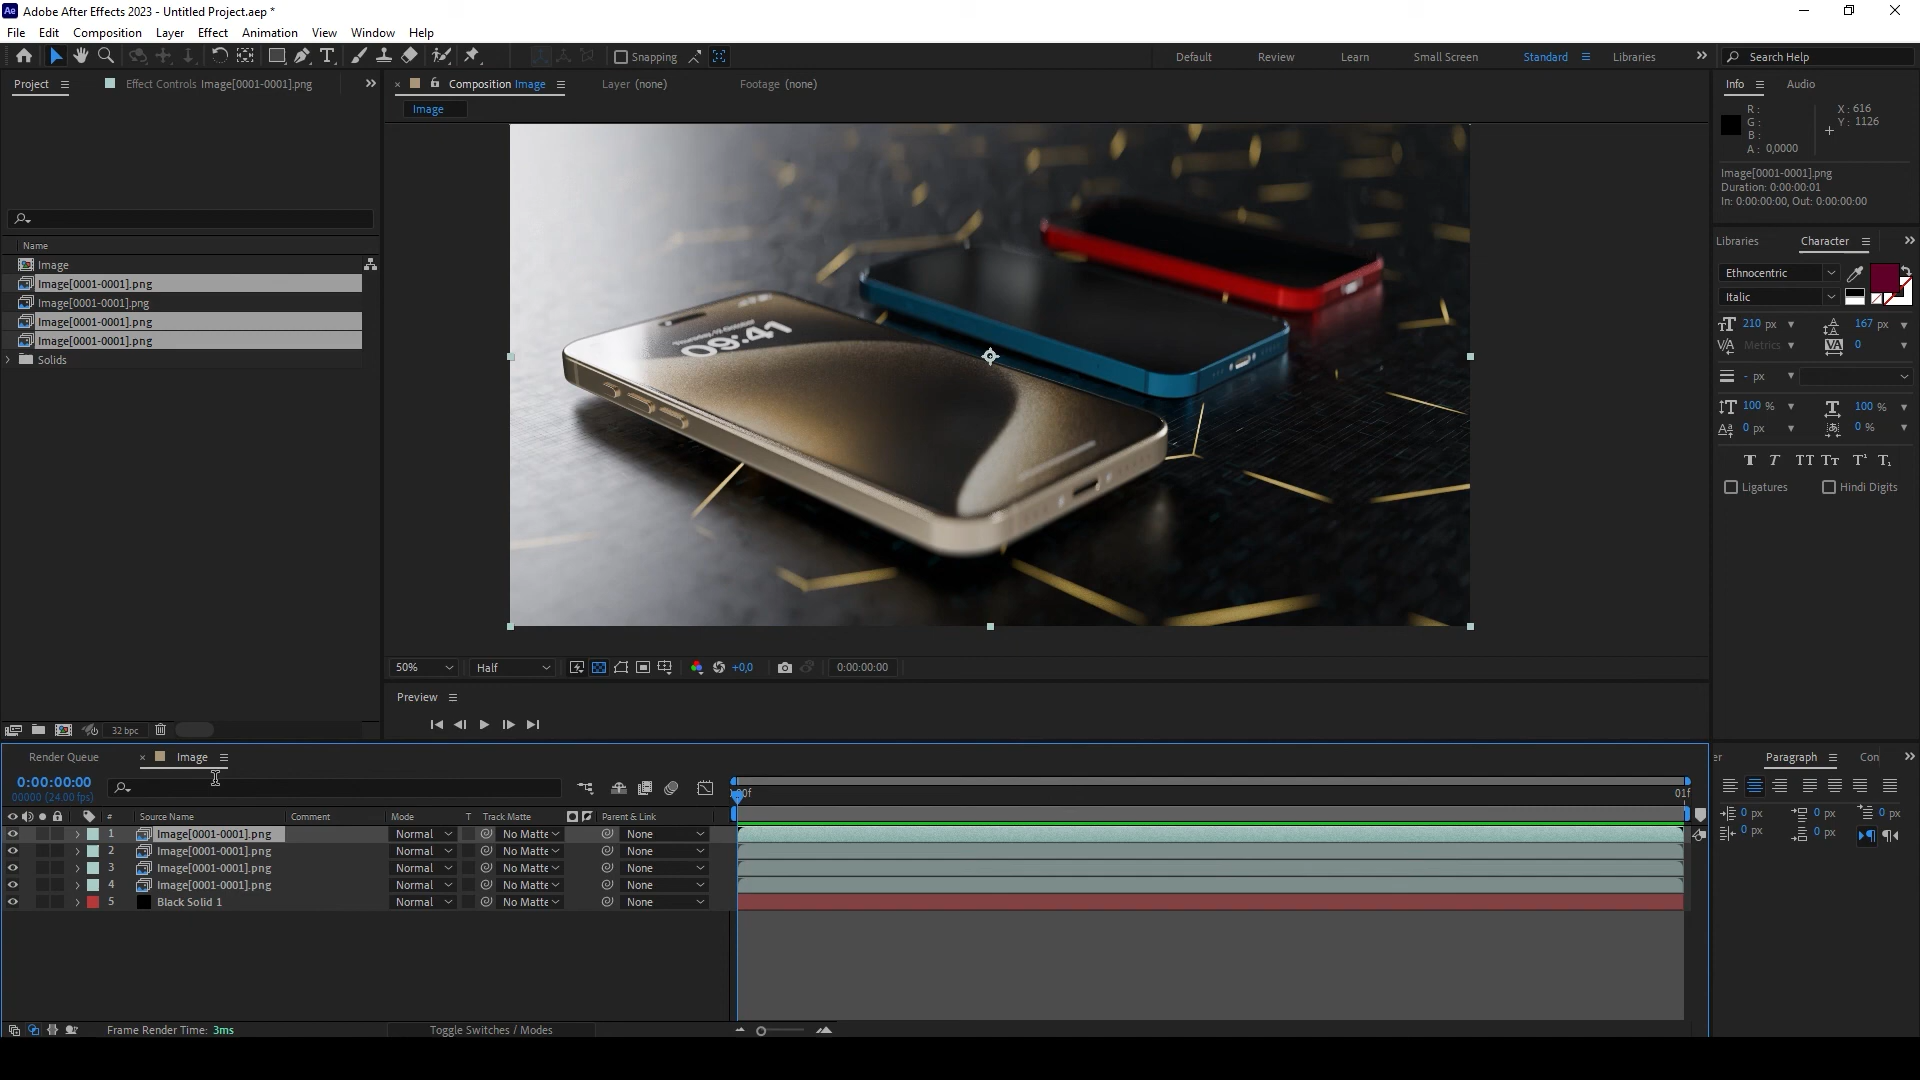 Adobe After Effects 2023 - Untitled Project.aep *
File Edit Composition Layer Effect Animation View Window Help
Snapping Default Review Learn Small Screen Standard Libraries Search Help
Project Effect Controls Image[0001-0001].png
Composition Image Layer (none) Footage (none)
Image
Info Audio
R :
G :
B :
A : 0,0000
X : 616
Y : 1126
Image[0001-0001].png
Duration: 0:00:00:01
In: 0:00:00:00, Out: 0:00:00:00
Libraries Character
Ethnocentric
Italic
210 px 167 px
Metrics 0
- px
100 % 100 %
0 px 0 %
Ligatures Hindi Digits
Name
Image
Image[0001-0001].png
Image[0001-0001].png
Image[0001-0001].png
Image[0001-0001].png
Solids
09:41
50% Half +0,0 0:00:00:00
Preview
32 bpc
Render Queue Image
0:00:00:00
00000 (24.00 fps)
:00f 01f
# Source Name Comment Mode T Track Matte Parent & Link
1 Image[0001-0001].png Normal No Matte None
2 Image[0001-0001].png Normal No Matte None
3 Image[0001-0001].png Normal No Matte None
4 Image[0001-0001].png Normal No Matte None
5 Black Solid 1 Normal No Matte None
Frame Render Time: 3ms Toggle Switches / Modes
er Paragraph Con
0 px 0 px 0 px
0 px 0 px